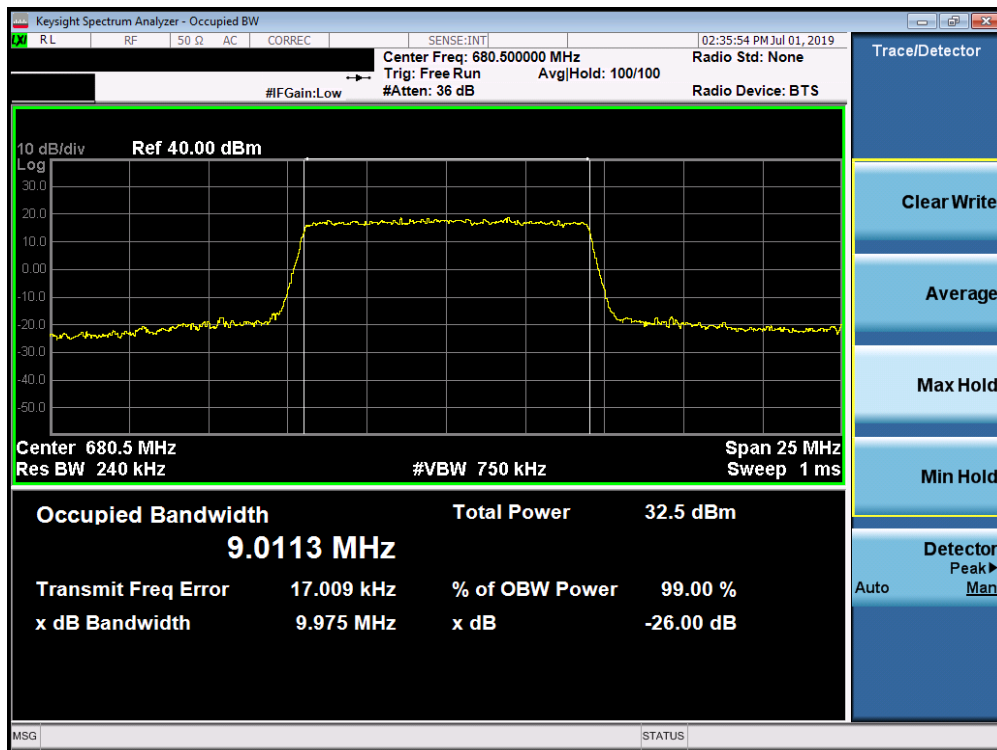 Keysight Spectrum Analyzer - Occupied BW
LXI RL RF 50 Ω AC CORREC SENSE:INT 02:35:54 PM Jul 01, 2019
Center Freq: 680.500000 MHz Radio Std: None
Trig: Free Run Avg|Hold: 100/100
#IFGain:Low #Atten: 36 dB Radio Device: BTS
10 dB/div Ref 40.00 dBm
Log
30.0
20.0
10.0
0.00
-10.0
-20.0
-30.0
-40.0
-50.0
Center 680.5 MHz Span 25 MHz
Res BW 240 kHz #VBW 750 kHz Sweep 1 ms
Occupied Bandwidth Total Power 32.5 dBm
9.0113 MHz
Transmit Freq Error 17.009 kHz % of OBW Power 99.00 %
x dB Bandwidth 9.975 MHz x dB -26.00 dB
MSG STATUS
Trace/Detector
Clear Write
Average
Max Hold
Min Hold
Detector
Peak▶
Auto Man